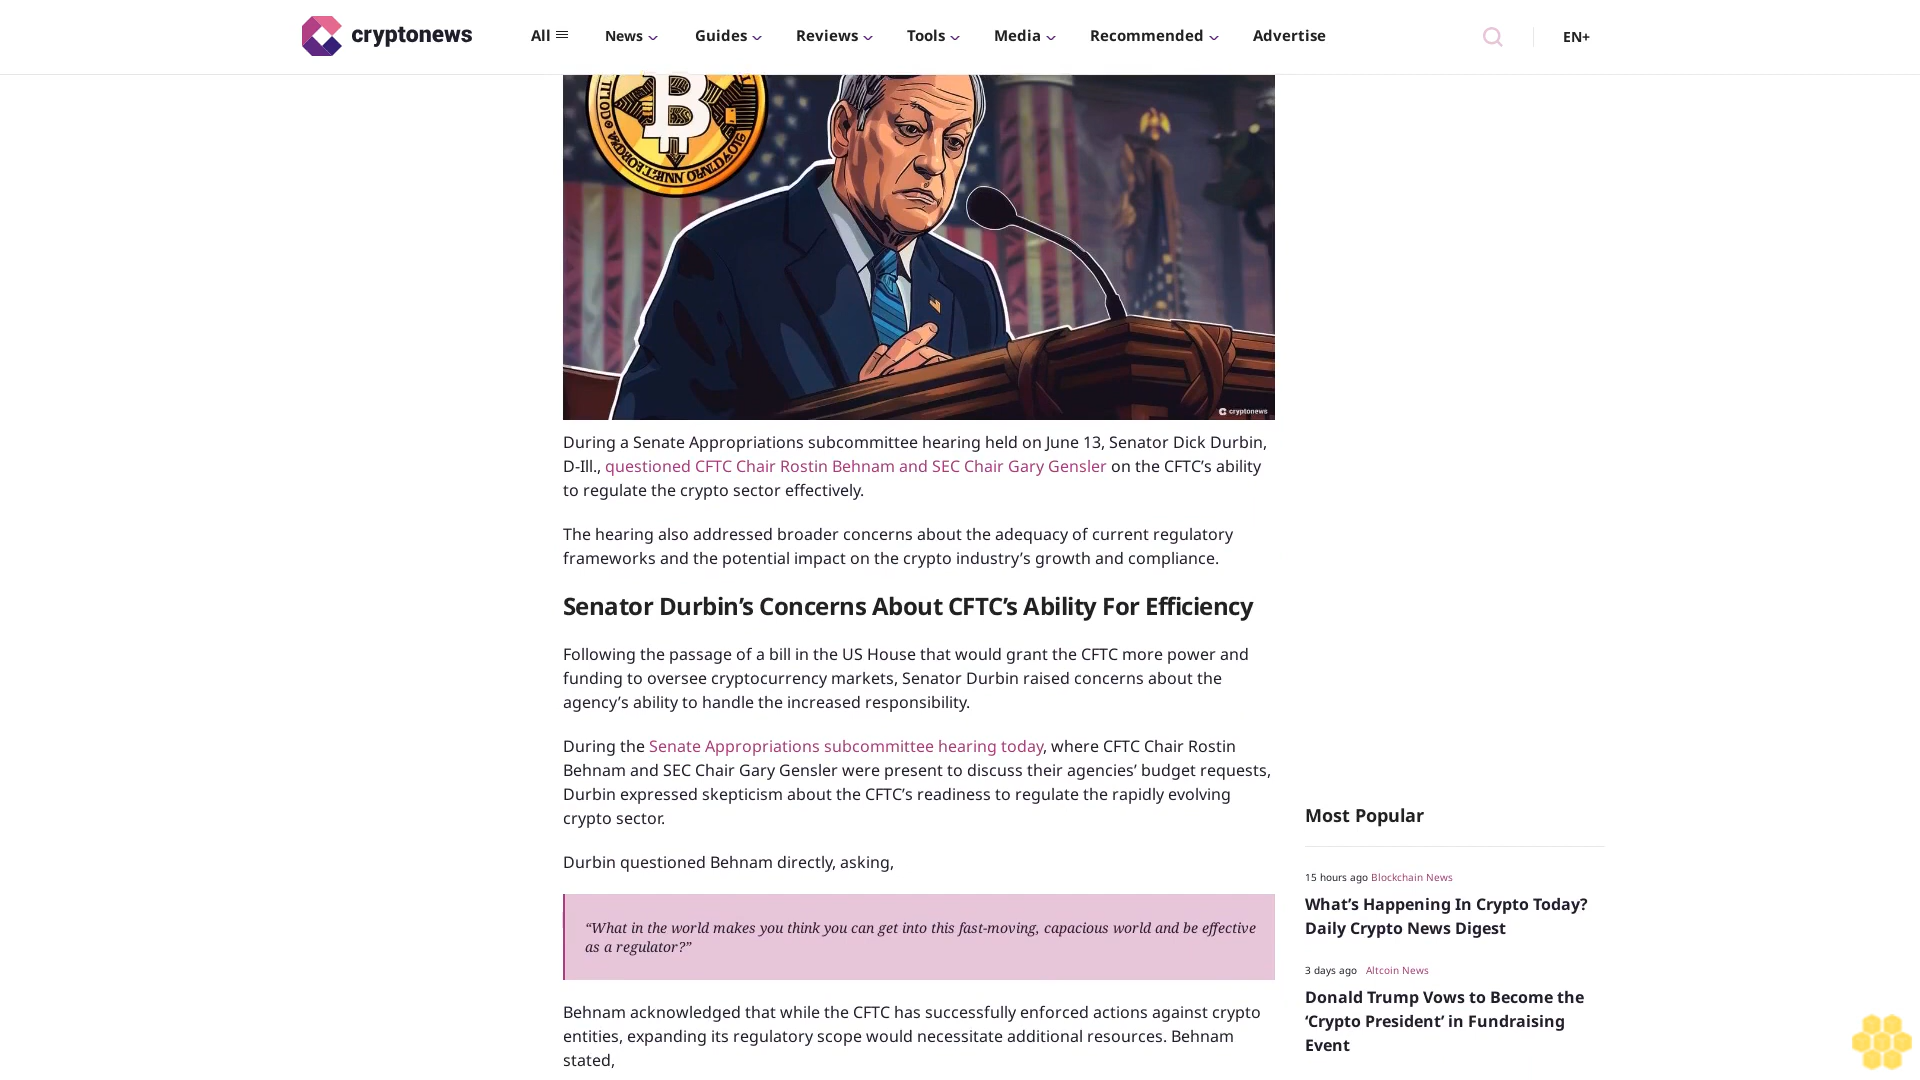 cryptonews
All
News
Guides
Reviews
Tools
Media
Recommended
Advertise
EN+
B
cryptonews
During a Senate Appropriations subcommittee hearing held on June 13, Senator Dick Durbin,
D-Ill., questioned CFTC Chair Rostin Behnam and SEC Chair Gary Gensler on the CFTC’s ability
to regulate the crypto sector effectively.
The hearing also addressed broader concerns about the adequacy of current regulatory
frameworks and the potential impact on the crypto industry’s growth and compliance.
Senator Durbin’s Concerns About CFTC’s Ability For Efficiency
Following the passage of a bill in the US House that would grant the CFTC more power and
funding to oversee cryptocurrency markets, Senator Durbin raised concerns about the
agency’s ability to handle the increased responsibility.
During the Senate Appropriations subcommittee hearing today, where CFTC Chair Rostin
Behnam and SEC Chair Gary Gensler were present to discuss their agencies’ budget requests,
Durbin expressed skepticism about the CFTC’s readiness to regulate the rapidly evolving
crypto sector.
Durbin questioned Behnam directly, asking,
“What in the world makes you think you can get into this fast-moving, capacious world and be effective
as a regulator?”
Behnam acknowledged that while the CFTC has successfully enforced actions against crypto
entities, expanding its regulatory scope would necessitate additional resources. Behnam
stated,
Most Popular
15 hours ago Blockchain News
What’s Happening In Crypto Today?
Daily Crypto News Digest
3 days ago Altcoin News
Donald Trump Vows to Become the
‘Crypto President’ in Fundraising
Event